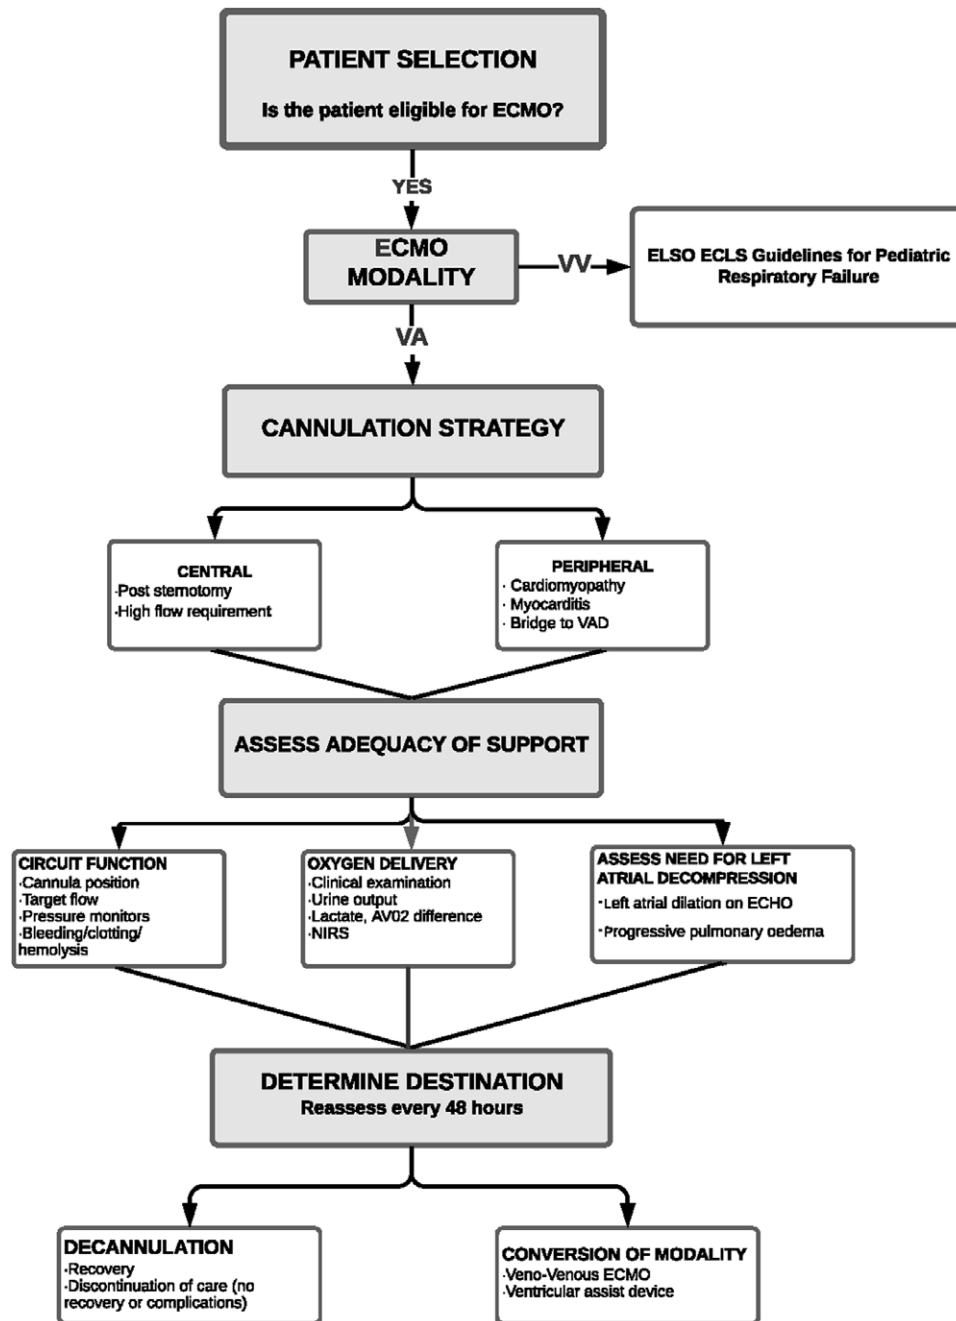 PATIENT SELECTION
Is the patient eligible for ECMO?
YES
ECMO
MODALITY
VV
ELSO ECLS Guidelines for Pediatric
Respiratory Failure
VA
CANNULATION STRATEGY
CENTRAL
·Post sternotomy
·High flow requirement
PERIPHERAL
· Cardiomyopathy
· Myocarditis
· Bridge to VAD
ASSESS ADEQUACY OF SUPPORT
CIRCUIT FUNCTION
·Cannula position
·Target flow
·Pressure monitors
·Bleeding/clotting/
hemolysis
OXYGEN DELIVERY
·Clinical examination
·Urine output
·Lactate, AV02 difference
·NIRS
ASSESS NEED FOR LEFT
ATRIAL DECOMPRESSION
·Left atrial dilation on ECHO
·Progressive pulmonary oedema
DETERMINE DESTINATION
Reassess every 48 hours
DECANNULATION
·Recovery
·Discontinuation of care (no
recovery or complications)
CONVERSION OF MODALITY
·Veno-Venous ECMO
·Ventricular assist device